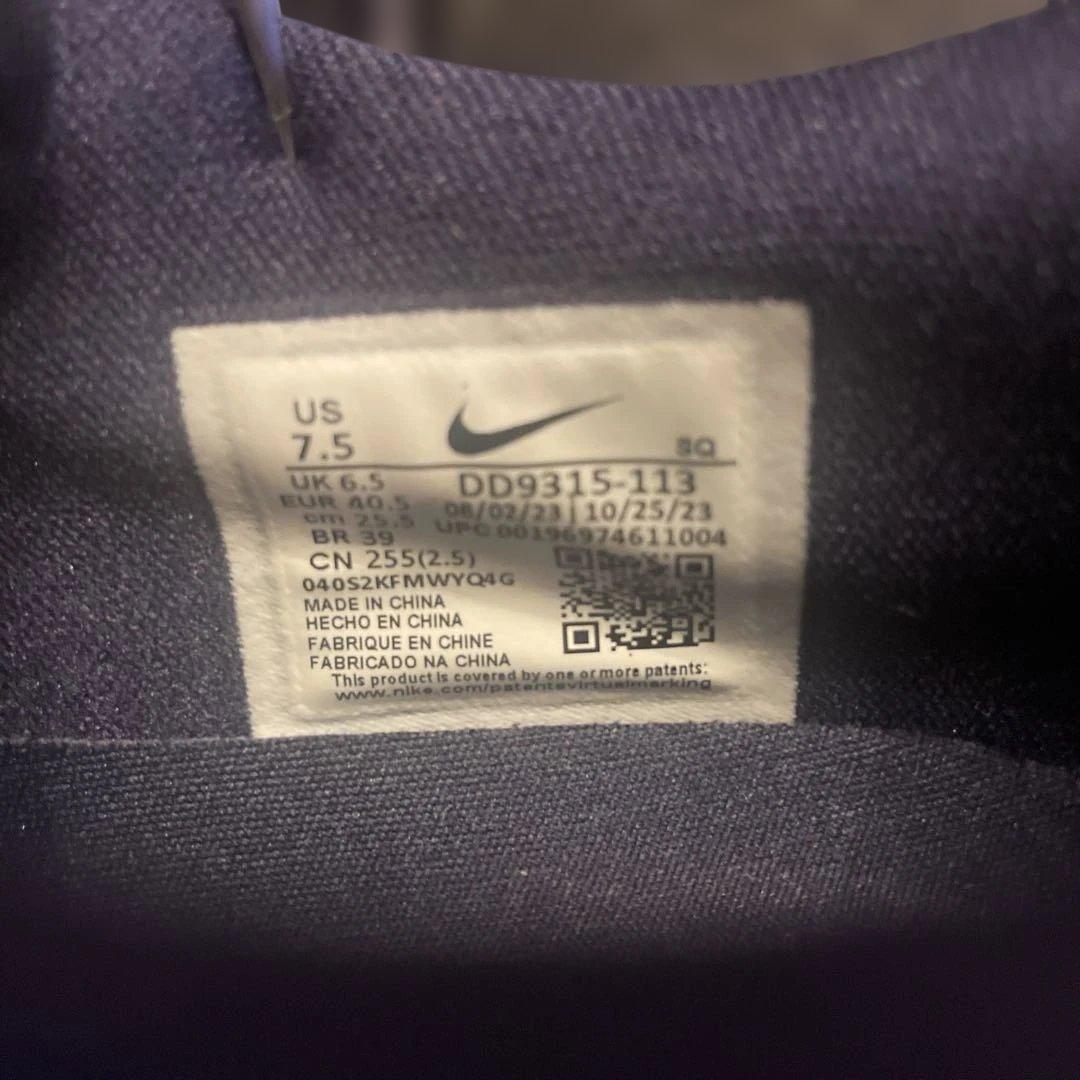 US
7.5
SQ
UK 6.5
DD9315-113
EUR 40.5
08/02/23 | 10/25/23
cm 25.5
UPC 00196974611004
BR 39
CN 255(2.5)
040S2KFMWYQ4G
MADE IN CHINA
HECHO EN CHINA
FABRIQUE EN CHINE
FABRICADO NA CHINA
This product is covered by one or more patents:
www.nike.com/patentsvirtualmarking